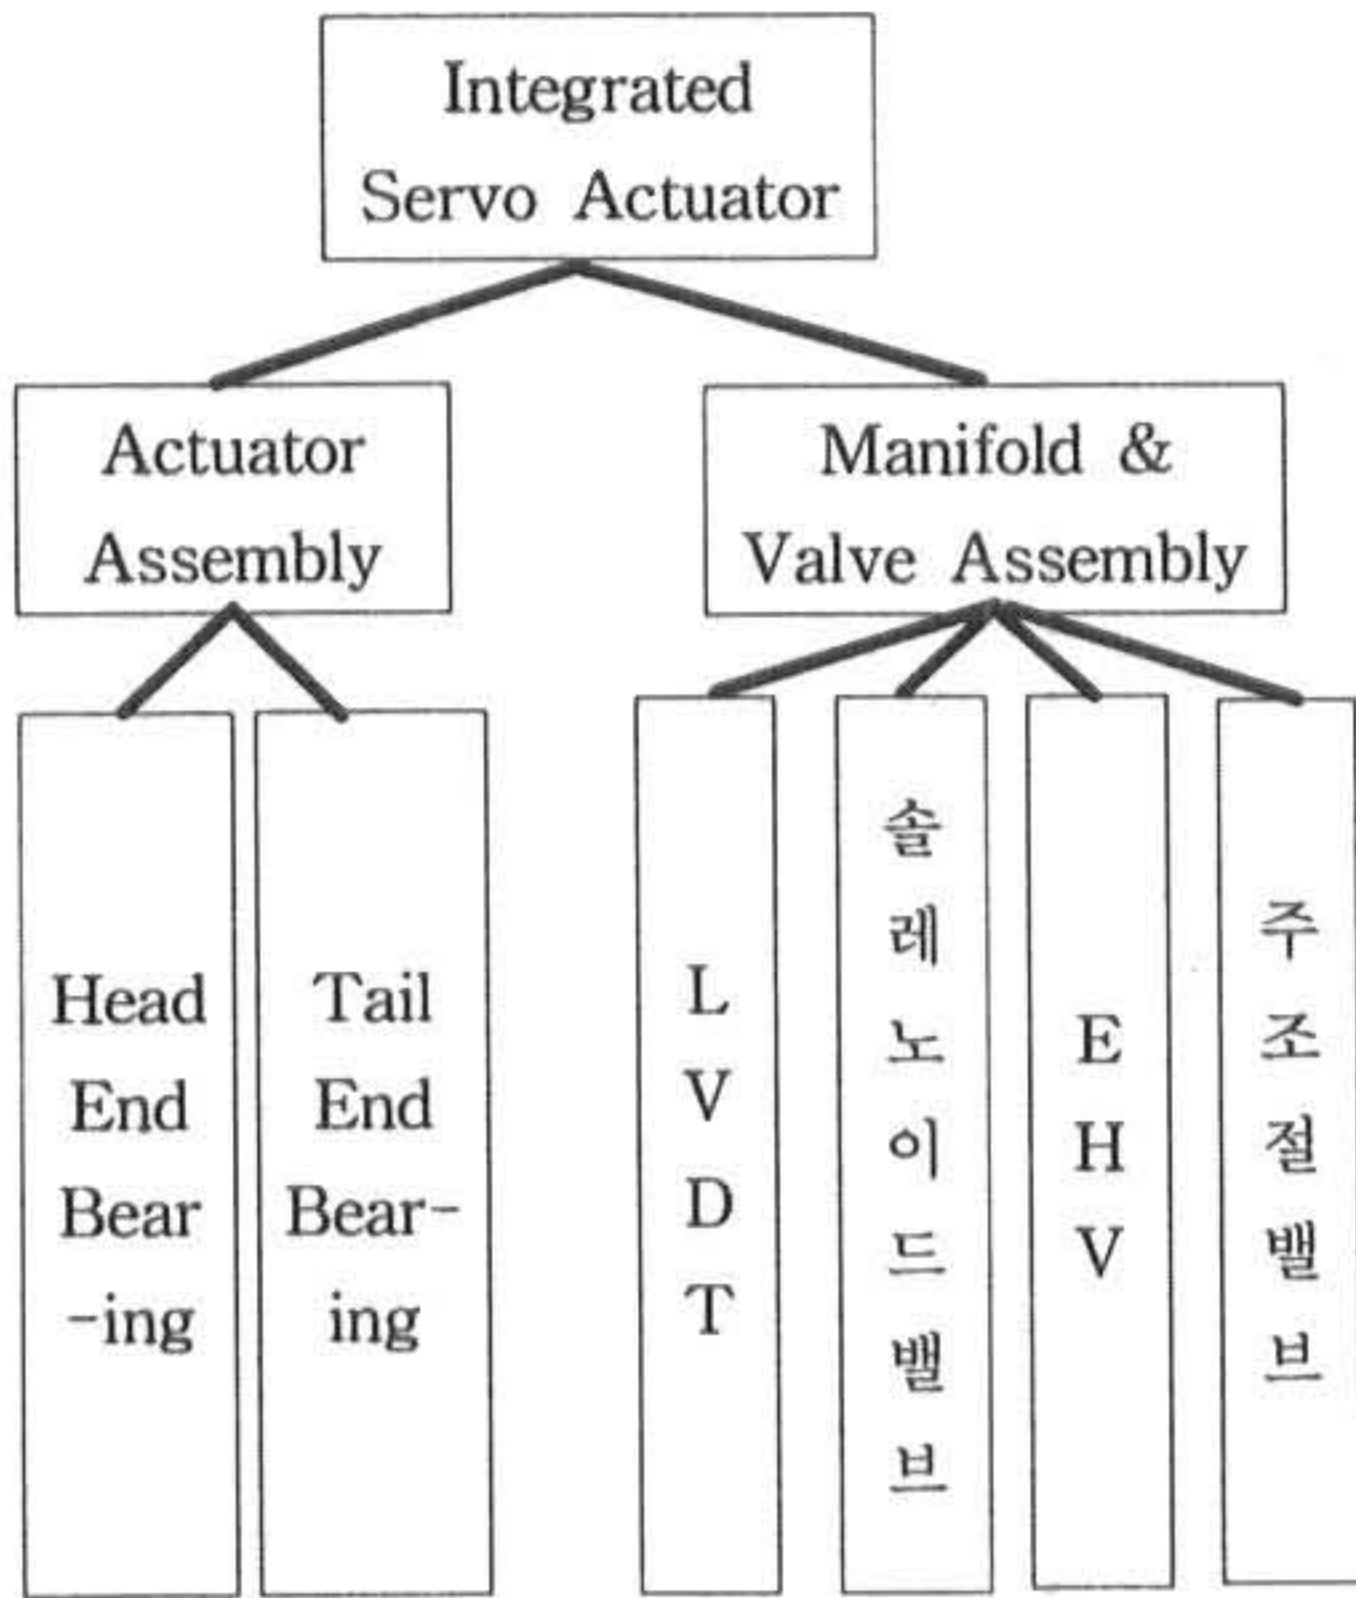 Integrated
Servo Actuator
Actuator
Assembly
Manifold &
Valve Assembly
Head
End
Bear
-ing
Tail
End
Bear-
ing
L
V
D
T
솔
레
노
이
드
밸
브
E
H
V
주
조
절
밸
브